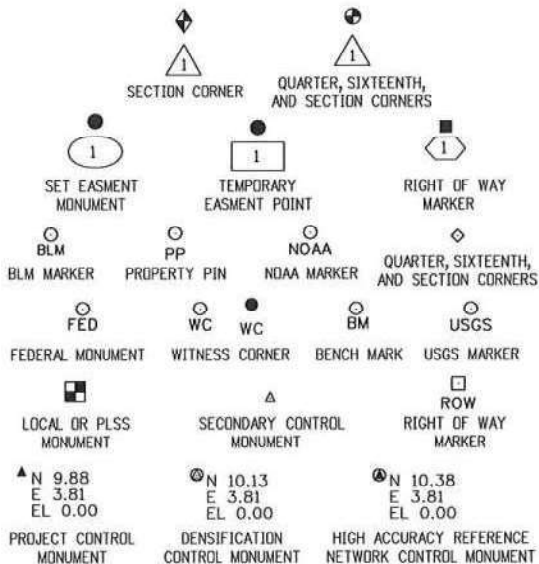 1
1
SECTION CORNER
QUARTER, SIXTEENTH,
AND SECTION CORNERS
1
1
1
SET EASMENT
MONUMENT
TEMPORARY
EASMENT POINT
RIGHT OF WAY
MARKER
BLM
PP
NOAA
BLM MARKER
PROPERTY PIN
NOAA MARKER
QUARTER, SIXTEENTH,
AND SECTION CORNERS
FED
WC
WC
BM
USGS
FEDERAL MONUMENT
WITNESS CORNER
BENCH MARK
USGS MARKER
ROW
LOCAL OR PLSS
MONUMENT
SECONDARY CONTROL
MONUMENT
RIGHT OF WAY
MARKER
N 9.88
E 3.81
EL 0.00
N 10.13
E 3.81
EL 0.00
N 10.38
E 3.81
EL 0.00
PROJECT CONTROL
MONUMENT
DENSIFICATION
CONTROL MONUMENT
HIGH ACCURACY REFERENCE
NETWORK CONTROL MONUMENT